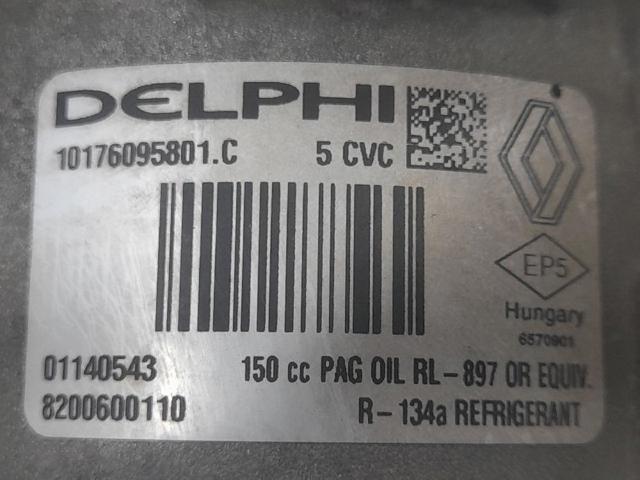 DELPHI
10176095801.C 5 CVC
EP5
Hungary
6570901
01140543 150 cc PAG OIL RL-897 OR EQUIV.
8200600110 R-134a REFRIGERANT